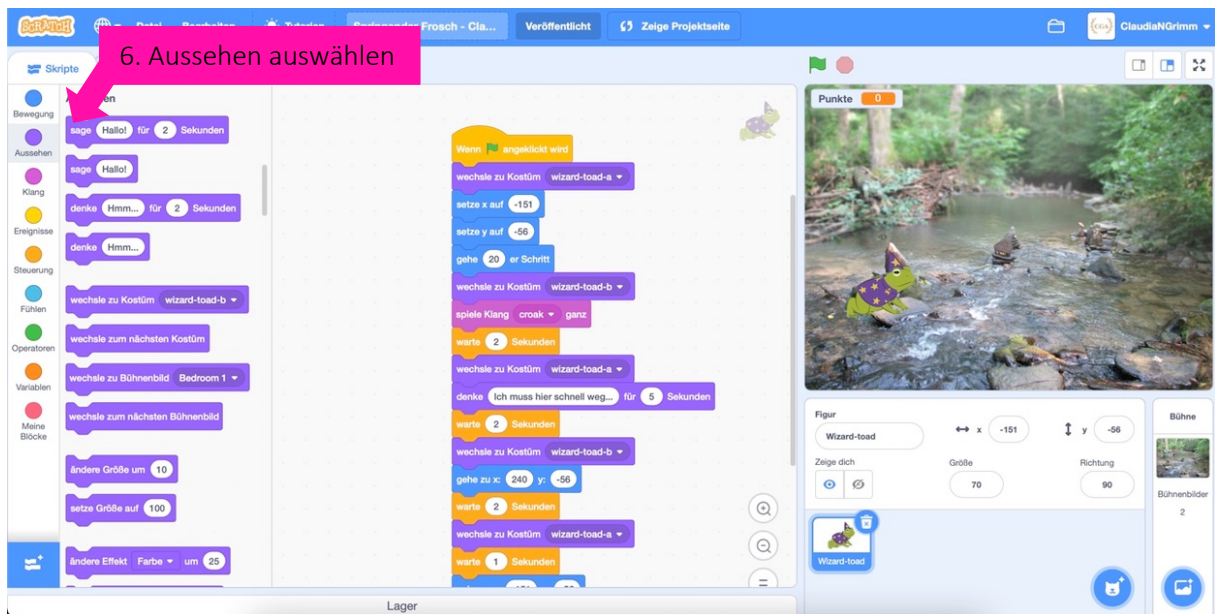 SCRATCH
Datei Bearbeiten Tutorien Springender Frosch - Cla... Veröffentlicht Zeige Projektseite
ClaudiaNGrimm
6. Aussehen auswählen
Skripte
Bewegung
Aussehen
Klang
Ereignisse
Steuerung
Fühlen
Operatoren
Variablen
Meine
Blöcke
sage Hallo! für 2 Sekunden
sage Hallo!
denke Hmm... für 2 Sekunden
denke Hmm...
wechsle zu Kostüm wizard-toad-b
wechsle zum nächsten Kostüm
wechsle zu Bühnenbild Bedroom 1
wechsle zum nächsten Bühnenbild
ändere Größe um 10
setze Größe auf 100
ändere Effekt Farbe um 25
Wenn angeklickt wird
wechsle zu Kostüm wizard-toad-a
setze x auf -151
setze y auf -56
gehe 20 er Schritt
wechsle zu Kostüm wizard-toad-b
spiele Klang croak ganz
warte 2 Sekunden
wechsle zu Kostüm wizard-toad-a
denke Ich muss hier schnell weg... für 5 Sekunden
warte 2 Sekunden
wechsle zu Kostüm wizard-toad-b
gehe zu x: 240 y: -56
warte 2 Sekunden
wechsle zu Kostüm wizard-toad-a
warte 1 Sekunden
Lager
Punkte 0
Figur
Wizard-toad
x -151
y -56
Zeige dich
Größe
70
Richtung
90
Wizard-toad
Bühne
Bühnenbilder
2